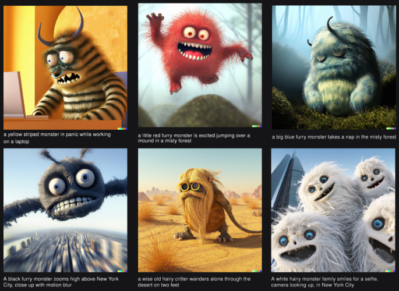 a yellow striped monster in panic while working
on a laptop
a little red furry monster is excited jumping over a
mound in a misty forest
a big blue furry monster takes a nap in the misty forest
A black furry monster zooms high above New York
City, close up with motion blur
a wise old hairy critter wanders alone through the
desert on two feet
A white hairy monster family smiles for a selfie,
camera looking up, in New York City